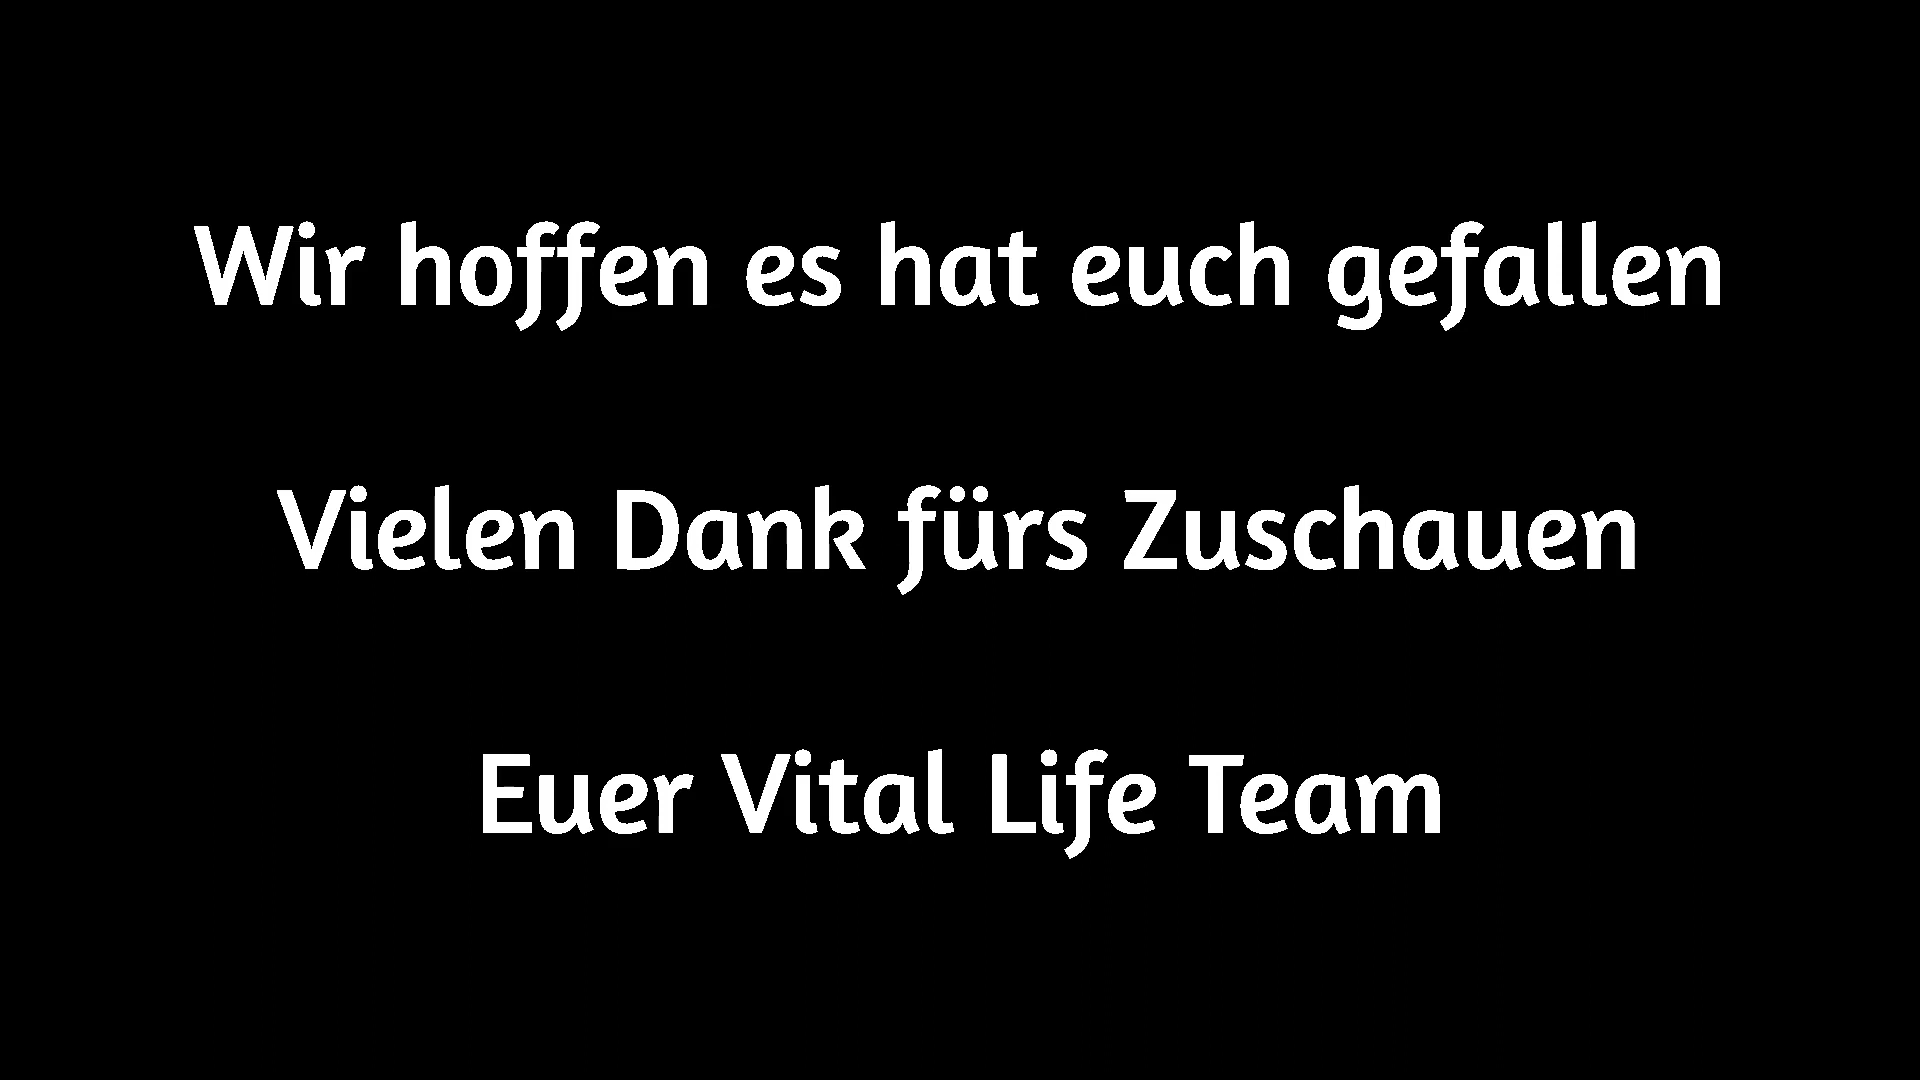 Wir hoffen es hat euch gefallen
Vielen Dank fürs Zuschauen
Euer Vital Life Team